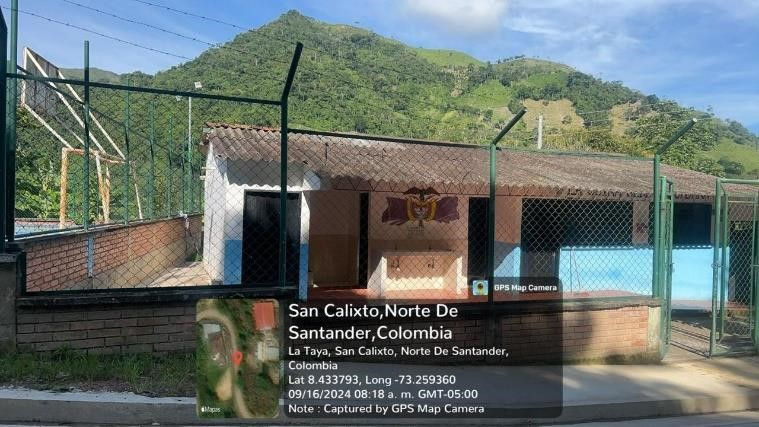 GPS Map Camera
San Calixto,Norte De
Santander,Colombia
La Taya, San Calixto, Norte De Santander,
Colombia
Lat 8.433793, Long -73.259360
09/16/2024 08:18 a. m. GMT-05:00
Note : Captured by GPS Map Camera
Mapas